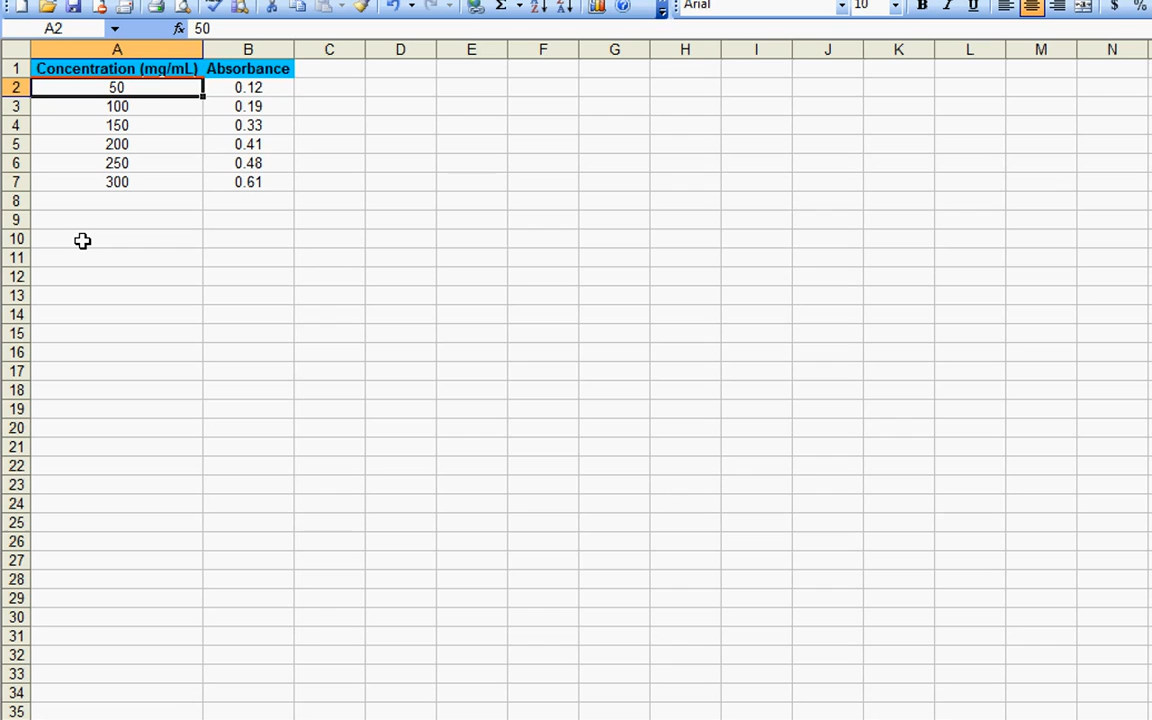 Arial 10 B I U $ %
A2 fx 50
A B C D E F G H I J K L M N
1 Concentration (mg/mL) Absorbance
2 50 0.12
3 100 0.19
4 150 0.33
5 200 0.41
6 250 0.48
7 300 0.61
8
9
10
11
12
13
14
15
16
17
18
19
20
21
22
23
24
25
26
27
28
29
30
31
32
33
34
35